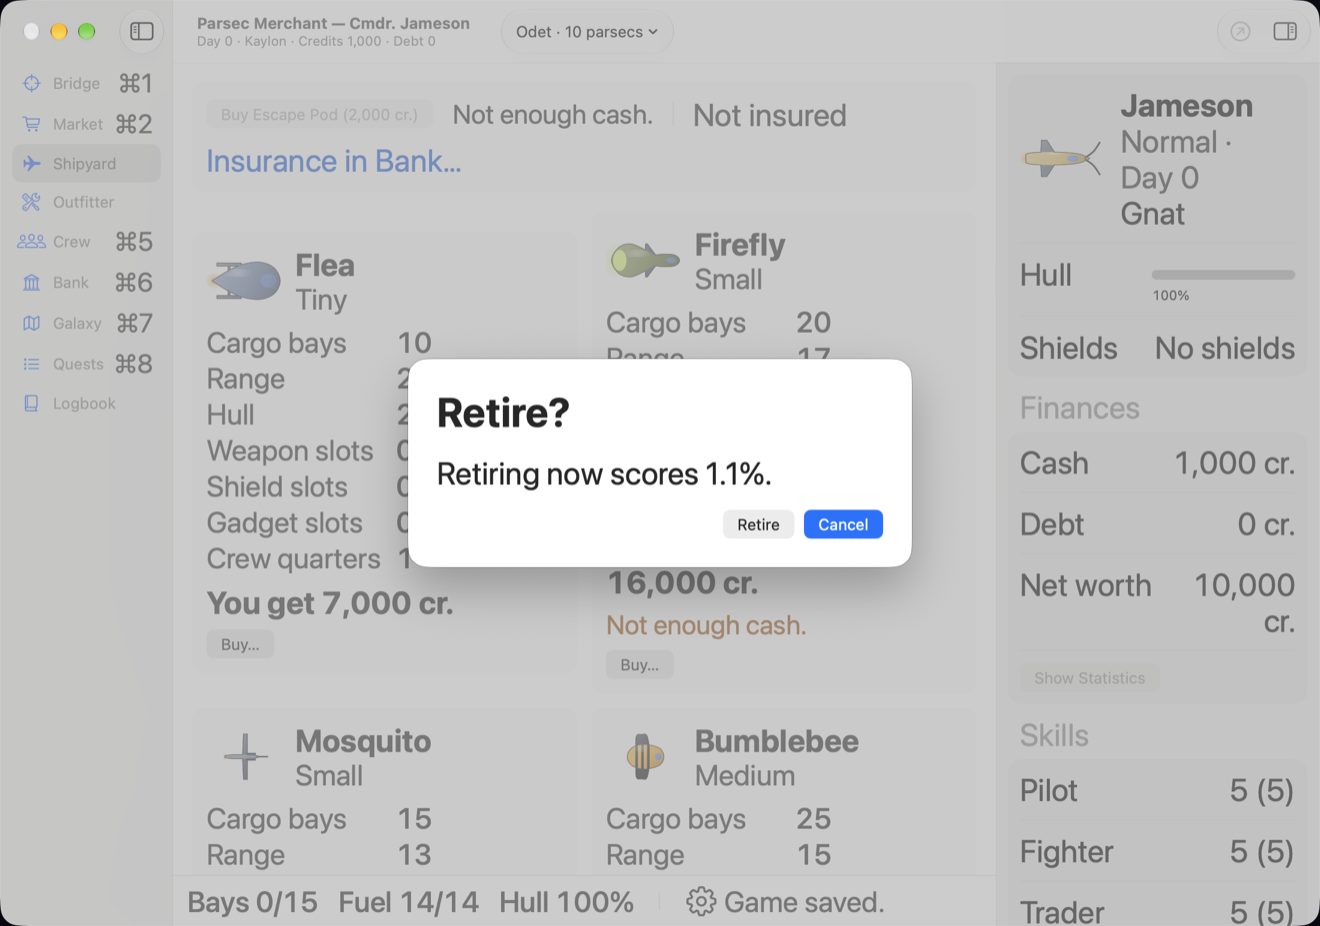 Parsec Merchant — Cmdr. Jameson
Day 0 · Kaylon · Credits 1,000 · Debt 0
Odet · 10 parsecs
Bridge ⌘1
Market ⌘2
Shipyard
Outfitter
Crew ⌘5
Bank ⌘6
Galaxy ⌘7
Quests ⌘8
Logbook
Buy Escape Pod (2,000 cr.) Not enough cash. Not insured
Insurance in Bank...
Flea
Tiny
Cargo bays 10
Range
Hull
Weapon slots
Shield slots
Gadget slots
Crew quarters 1
You get 7,000 cr.
Buy...
Firefly
Small
Cargo bays 20
Range 17
16,000 cr.
Not enough cash.
Buy...
Retire?
Retiring now scores 1.1%.
Retire Cancel
Mosquito
Small
Cargo bays 15
Range 13
Bumblebee
Medium
Cargo bays 25
Range 15
Bays 0/15 Fuel 14/14 Hull 100% Game saved.
Jameson
Normal ·
Day 0
Gnat
Hull
100%
Shields No shields
Finances
Cash 1,000 cr.
Debt 0 cr.
Net worth 10,000
cr.
Show Statistics
Skills
Pilot 5 (5)
Fighter 5 (5)
Trader 5 (5)